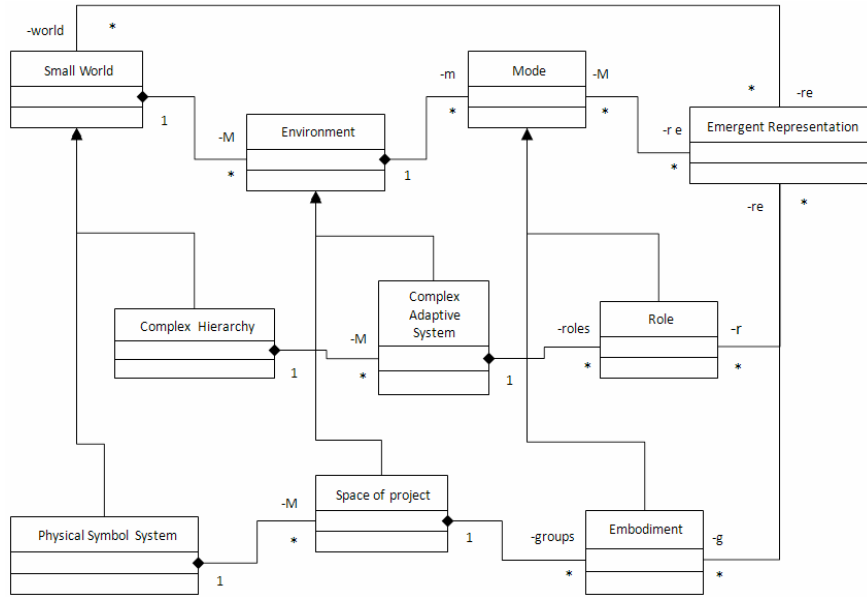 -world
*
Small World
1
-M
*
Environment
1
-m
*
Mode
-M
*
-r e
*
*
-re
Emergent Representation
-re
*
Complex Hierarchy
1
-M
*
Complex
Adaptive
System
1
-roles
*
Role
-r
*
Physical Symbol System
1
-M
*
Space of project
1
-groups
*
Embodiment
-g
*